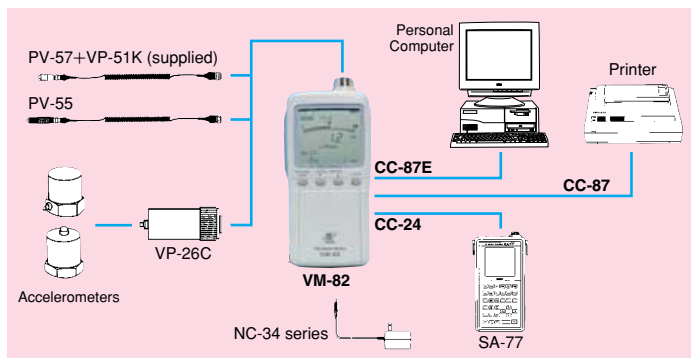 PV-57+VP-51K (supplied)
PV-55
Accelerometers
VP-26C
VM-82
NC-34 series
Personal
Computer
Printer
CC-87E
CC-87
CC-24
SA-77